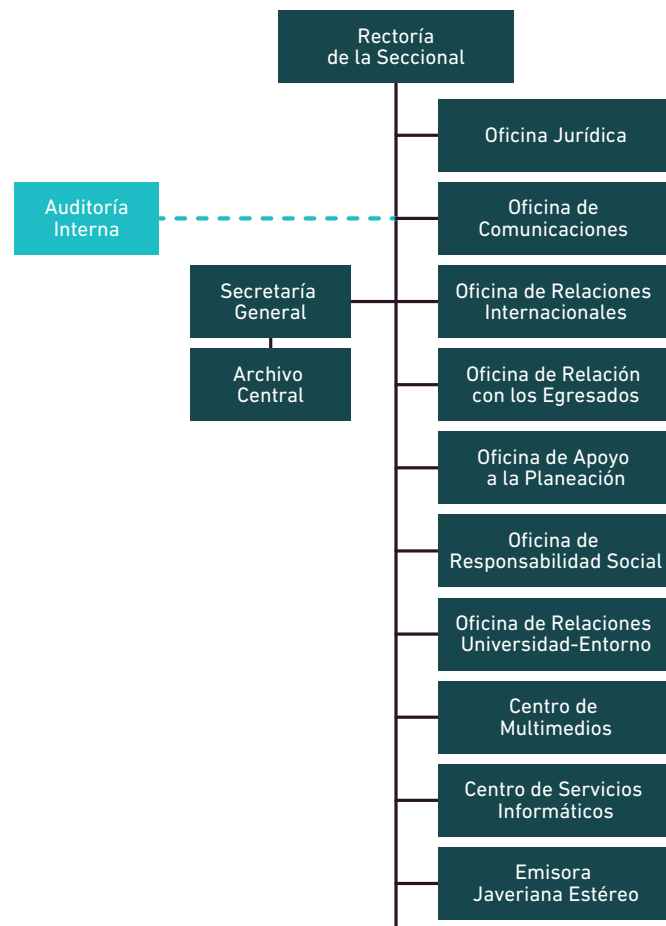 Rectoría
de la Seccional
Oficina Jurídica
Auditoría
Interna
Oficina de
Comunicaciones
Secretaría
General
Oficina de Relaciones
Internacionales
Archivo
Central
Oficina de Relación
con los Egresados
Oficina de Apoyo
a la Planeación
Oficina de
Responsabilidad Social
Oficina de Relaciones
Universidad-Entorno
Centro de
Multimedios
Centro de Servicios
Informáticos
Emisora
Javeriana Estéreo